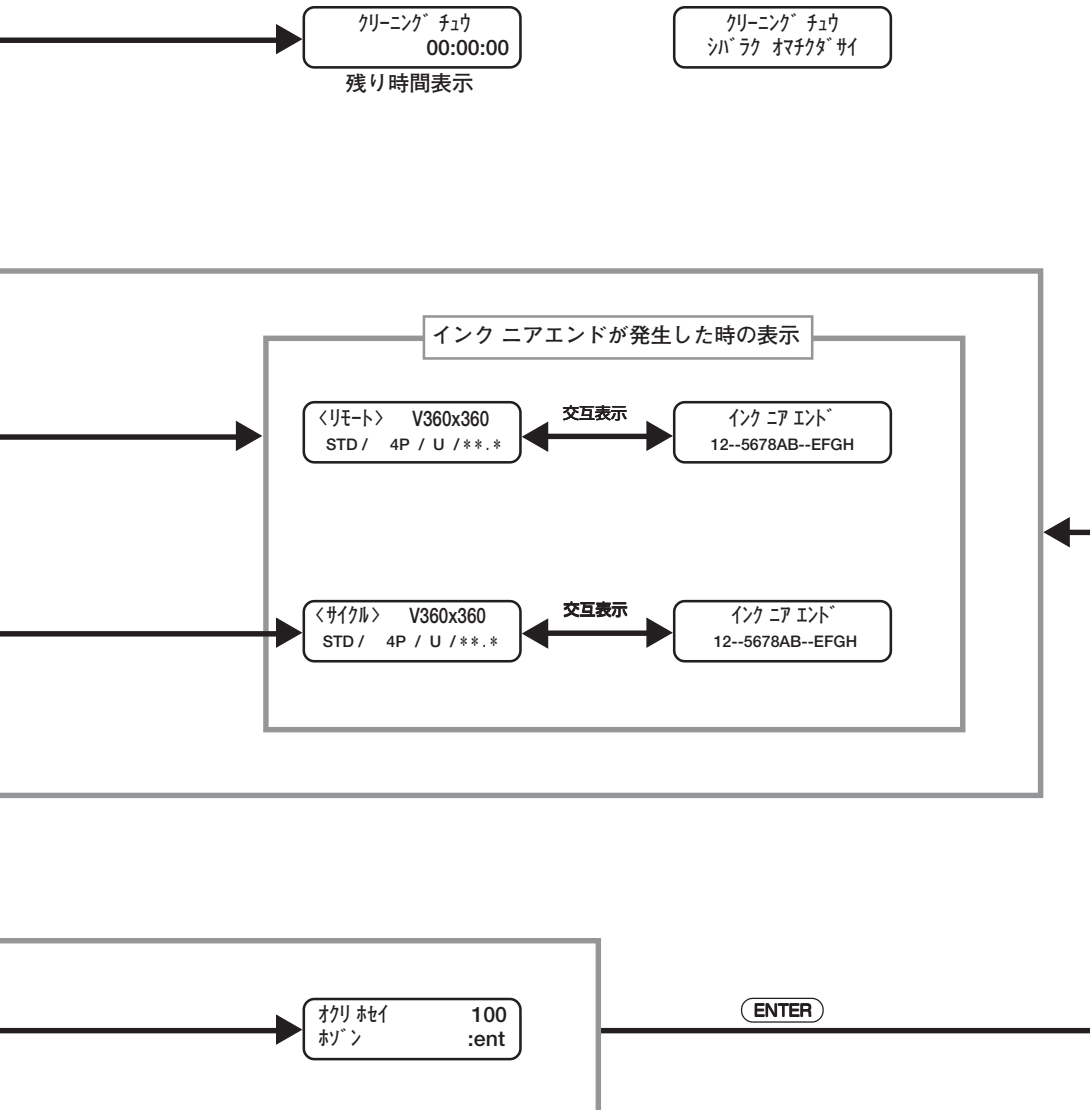 ｸﾘｰﾆﾝｸﾞ ﾁｭｳ
00:00:00
残り時間表示
ｸﾘｰﾆﾝｸﾞ ﾁｭｳ
ｼﾊﾞﾗｸ ｵﾏﾁｸﾀﾞｻｲ
インク ニアエンドが発生した時の表示
<ﾘﾓｰﾄ> V360x360
STD / 4P / U /**.*
交互表示
ｲﾝｸ ﾆｱ ｴﾝﾄﾞ
12--5678AB--EFGH
<ｻｲｸﾙ> V360x360
STD / 4P / U /**.*
交互表示
ｲﾝｸ ﾆｱ ｴﾝﾄﾞ
12--5678AB--EFGH
ｵｸﾘ ﾎｾｲ 100
ﾎｿﾞﾝ :ent
ENTER